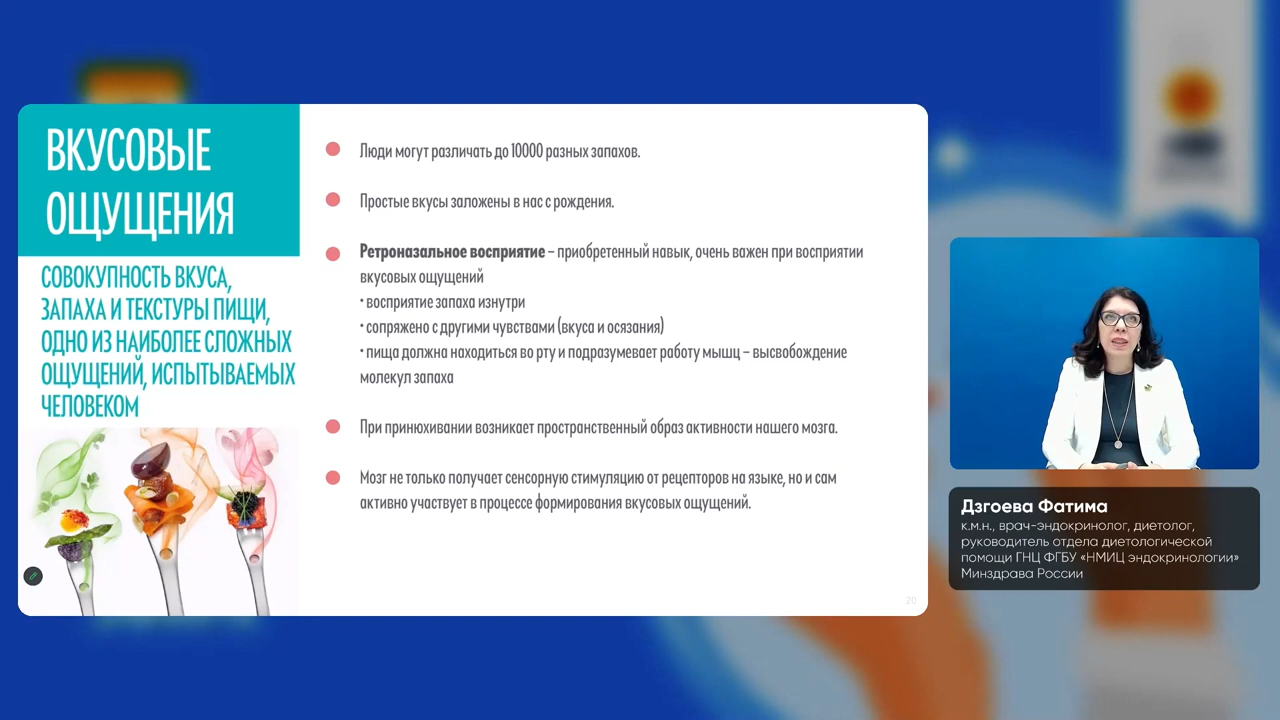 ВКУСОВЫЕ
ОЩУЩЕНИЯ
СОВОКУПНОСТЬ ВКУСА,
ЗАПАХА И ТЕКСТУРЫ ПИЩИ,
ОДНО ИЗ НАИБОЛЕЕ СЛОЖНЫХ
ОЩУЩЕНИЙ, ИСПЫТЫВАЕМЫХ
ЧЕЛОВЕКОМ
Люди могут различать до 10000 разных запахов.
Простые вкусы заложены в нас с рождения.
Ретроназальное восприятие – приобретенный навык, очень важен при восприятии
вкусовых ощущений
• восприятие запаха изнутри
• сопряжено с другими чувствами (вкуса и осязания)
• пища должна находиться во рту и подразумевает работу мышц – высвобождение
молекул запаха
При принюхивании возникает пространственный образ активности нашего мозга.
Мозг не только получает сенсорную стимуляцию от рецепторов на языке, но и сам
активно участвует в процессе формирования вкусовых ощущений.
20
Дзгоева Фатима
к.м.н., врач-эндокринолог, диетолог,
руководитель отдела диетологической
помощи ГНЦ ФГБУ «НМИЦ эндокринологии»
Минздрава России